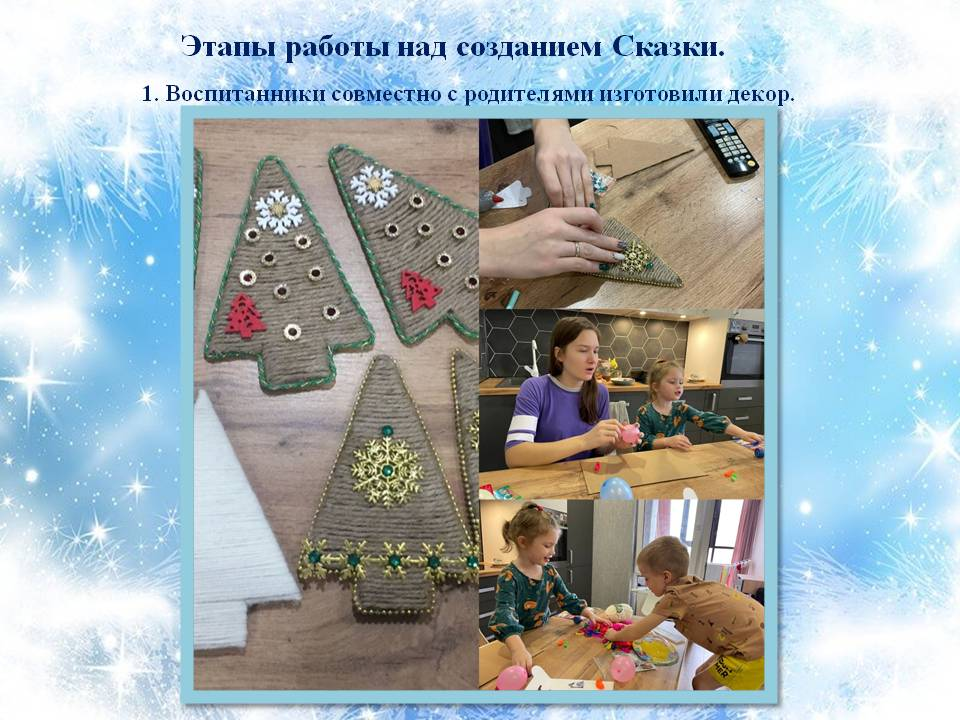 Этапы работы над созданием Сказки.
1. Воспитанники совместно с родителями изготовили декор.